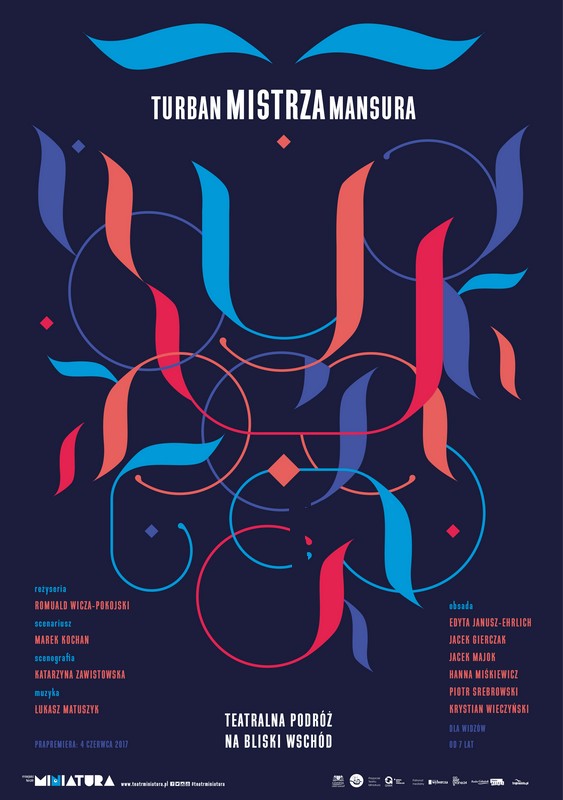 TURBAN MISTRZA MANSURA
reżyseria
ROMUALD WICZA-POKOJSKI
scenariusz
MAREK KOCHAN
scenografia
KATARZYNA ZAWISTOWSKA
muzyka
ŁUKASZ MATUSZYK
PRAPREMIERA: 4 CZERWCA 2017
obsada
EDYTA JANUSZ-EHRLICH
JACEK GIERCZAK
JACEK MAJOK
HANNA MIŚKIEWICZ
PIOTR SREBROWSKI
KRYSTIAN WIECZYŃSKI
DLA WIDZÓW
OD 7 LAT
TEATRALNA PODRÓŻ
NA BLISKI WSCHÓD
MINIATURA
www.teatrminiatura.pl #teatrminiatura